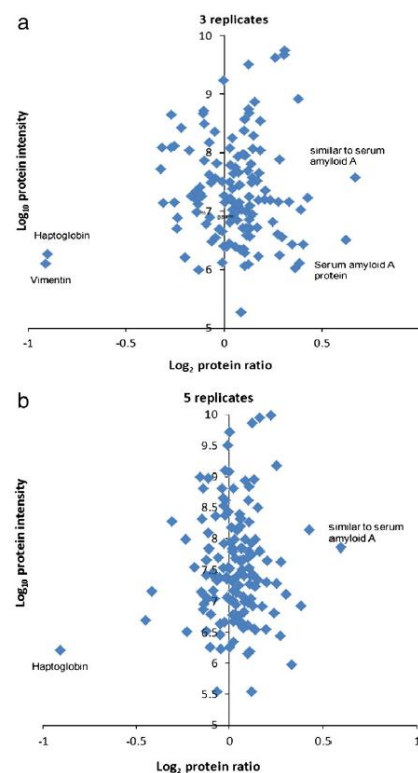 a
3 replicates
10
9
8
7
6
5
Log10 protein intensity
similar to serum
amyloid A
Haptoglobin
Vimentin
Serum amyloid A
protein
-1
-0.5
0
0.5
1
Log2 protein ratio
b
5 replicates
10
9.5
9
8.5
8
7.5
7
6.5
6
5.5
5
Log10 protein intensity
similar to serum
amyloid A
Haptoglobin
-1
-0.5
0
0.5
1
Log2 protein ratio